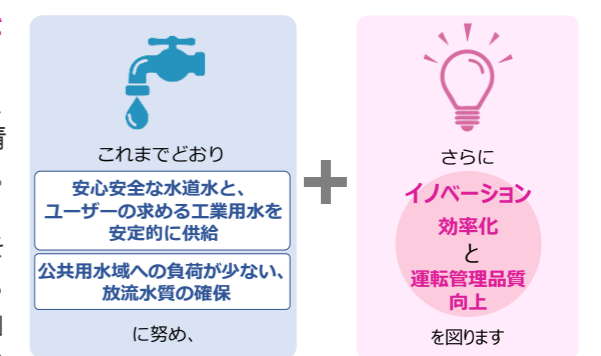 これまでどおり
安心安全な水道水と、
ユーザーの求める工業用水を
安定的に供給
公共用水域への負荷が少ない、
放流水質の確保
に努め、
さらに
イノベーション
効率化
と
運転管理品質
向上
を図ります